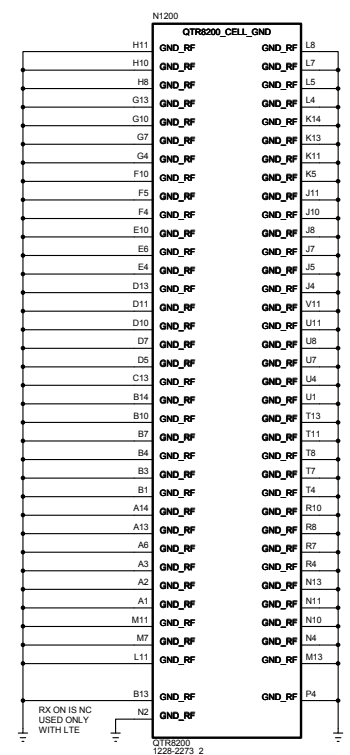 N1200
QTR8200_CELL_GND
H11 GND_RF GND_RF L8
H10 GND_RF GND_RF L7
H8 GND_RF GND_RF L5
G13 GND_RF GND_RF L4
G10 GND_RF GND_RF K14
G7 GND_RF GND_RF K13
G4 GND_RF GND_RF K11
F10 GND_RF GND_RF K5
F5 GND_RF GND_RF J11
F4 GND_RF GND_RF J10
E10 GND_RF GND_RF J8
E6 GND_RF GND_RF J7
E4 GND_RF GND_RF J5
D13 GND_RF GND_RF J4
D11 GND_RF GND_RF V11
D10 GND_RF GND_RF U11
D7 GND_RF GND_RF U8
D5 GND_RF GND_RF U7
C13 GND_RF GND_RF U4
B14 GND_RF GND_RF U1
B10 GND_RF GND_RF T13
B7 GND_RF GND_RF T11
B4 GND_RF GND_RF T8
B3 GND_RF GND_RF T7
B1 GND_RF GND_RF T4
A14 GND_RF GND_RF R10
A13 GND_RF GND_RF R8
A6 GND_RF GND_RF R7
A3 GND_RF GND_RF R4
A2 GND_RF GND_RF N13
A1 GND_RF GND_RF N11
M11 GND_RF GND_RF N10
M7 GND_RF GND_RF N4
L11 GND_RF GND_RF M13
B13 GND_RF GND_RF P4
N2 GND_RF
RX ON IS NC
USED ONLY
WITH LTE
QTR8200
1228-2273 2